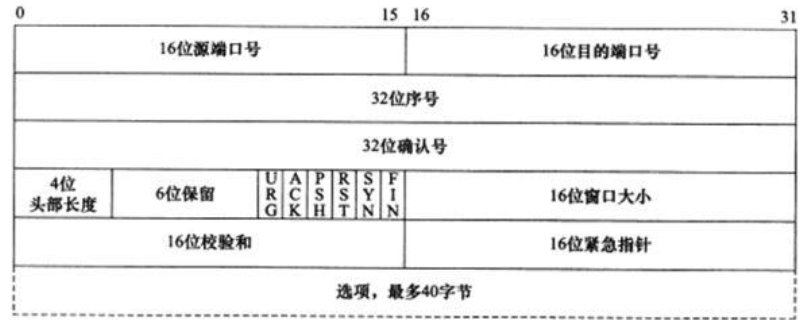 0 15 16 31
16位源端口号 16位目的端口号
32位序号
32位确认号
4位头部长度 6位保留 URG ACK PSH RST SYN FIN 16位窗口大小
16位校验和 16位紧急指针
选项，最多40字节